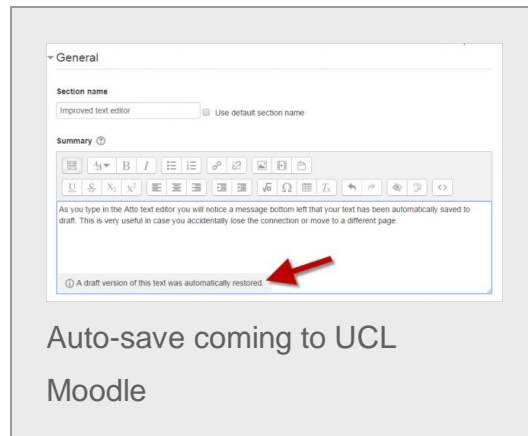 General
Section name
Improved text editor
Use default section name
Summary
As you type in the Atto text editor you will notice a message bottom left that your text has been automatically saved to
draft. This is very useful in case you accidentally lose the connection or move to a different page.
A draft version of this text was automatically restored.
Auto-save coming to UCL
Moodle